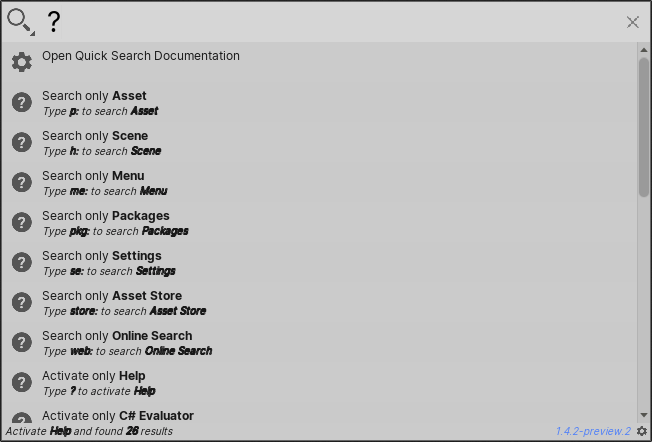 ?
Open Quick Search Documentation
Search only Asset
Type p: to search Asset
Search only Scene
Type h: to search Scene
Search only Menu
Type me: to search Menu
Search only Packages
Type pkg: to search Packages
Search only Settings
Type se: to search Settings
Search only Asset Store
Type store: to search Asset Store
Search only Online Search
Type web: to search Online Search
Activate only Help
Type ? to activate Help
Activate only C# Evaluator
Activate Help and found 26 results
1.4.2-preview.2